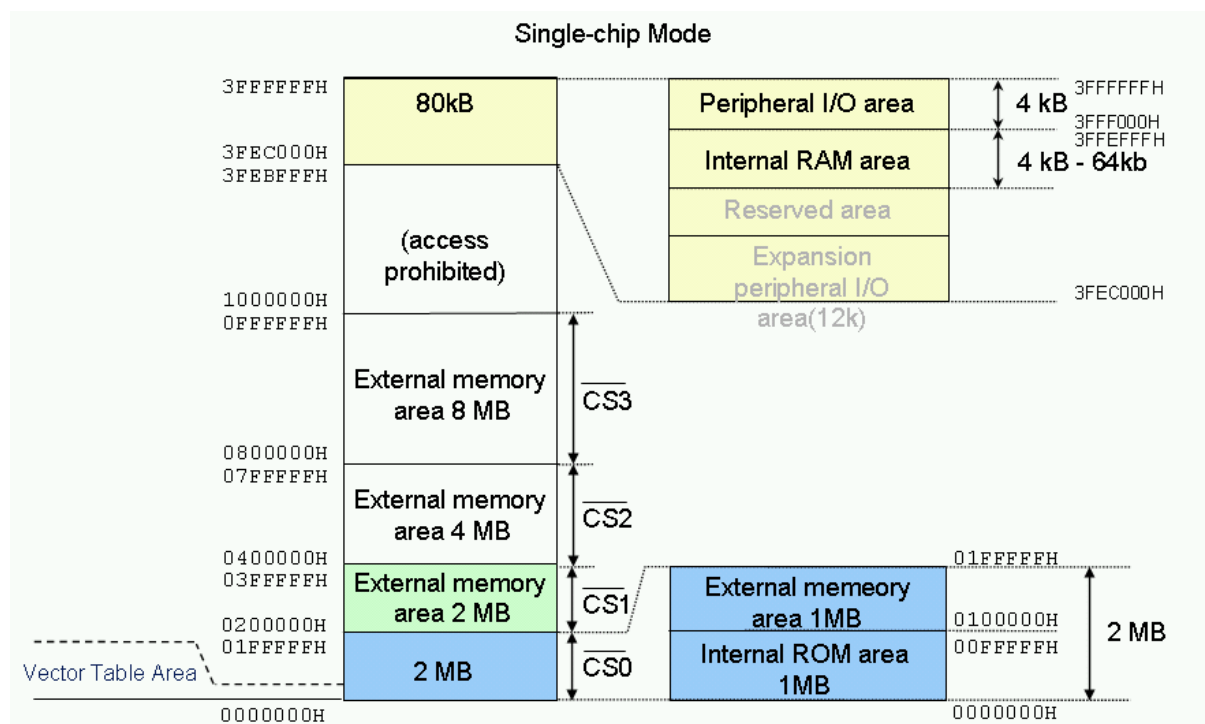 Single-chip Mode
3FFFFFFH
80kB
3FEC000H
3FEBFFFH
(access
prohibited)
1000000H
0FFFFFFH
External memory
area 8 MB
CS3
0800000H
07FFFFFH
External memory
area 4 MB
CS2
0400000H
03FFFFFH
External memory
area 2 MB
CS1
0200000H
01FFFFFH
2 MB
CS0
Vector Table Area
0000000H
Peripheral I/O area
4 kB
3FFFFFFH
3FFF000H
3FFEFFFH
Internal RAM area
4 kB - 64kb
Reserved area
Expansion
peripheral I/O
area(12k)
3FEC000H
01FFFFFH
External memeory
area 1MB
0100000H
00FFFFFH
2 MB
Internal ROM area
1MB
0000000H